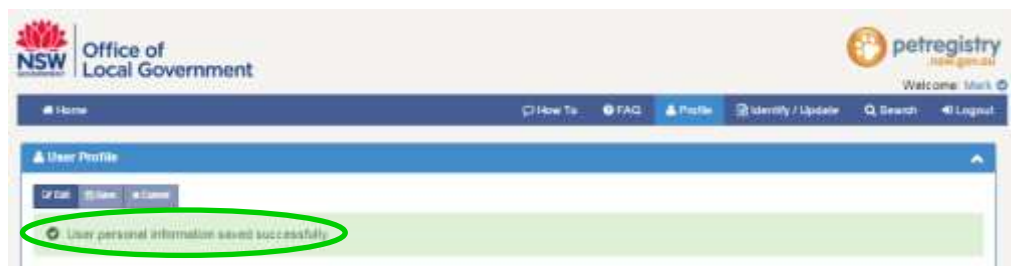 NSW
Office of
Local Government
petregistry
nsw.gov.au
Welcome: Mark
Home How To FAQ Profile Identify / Update Search Logout
User Profile
Edit Save Cancel
User personal information saved successfully.